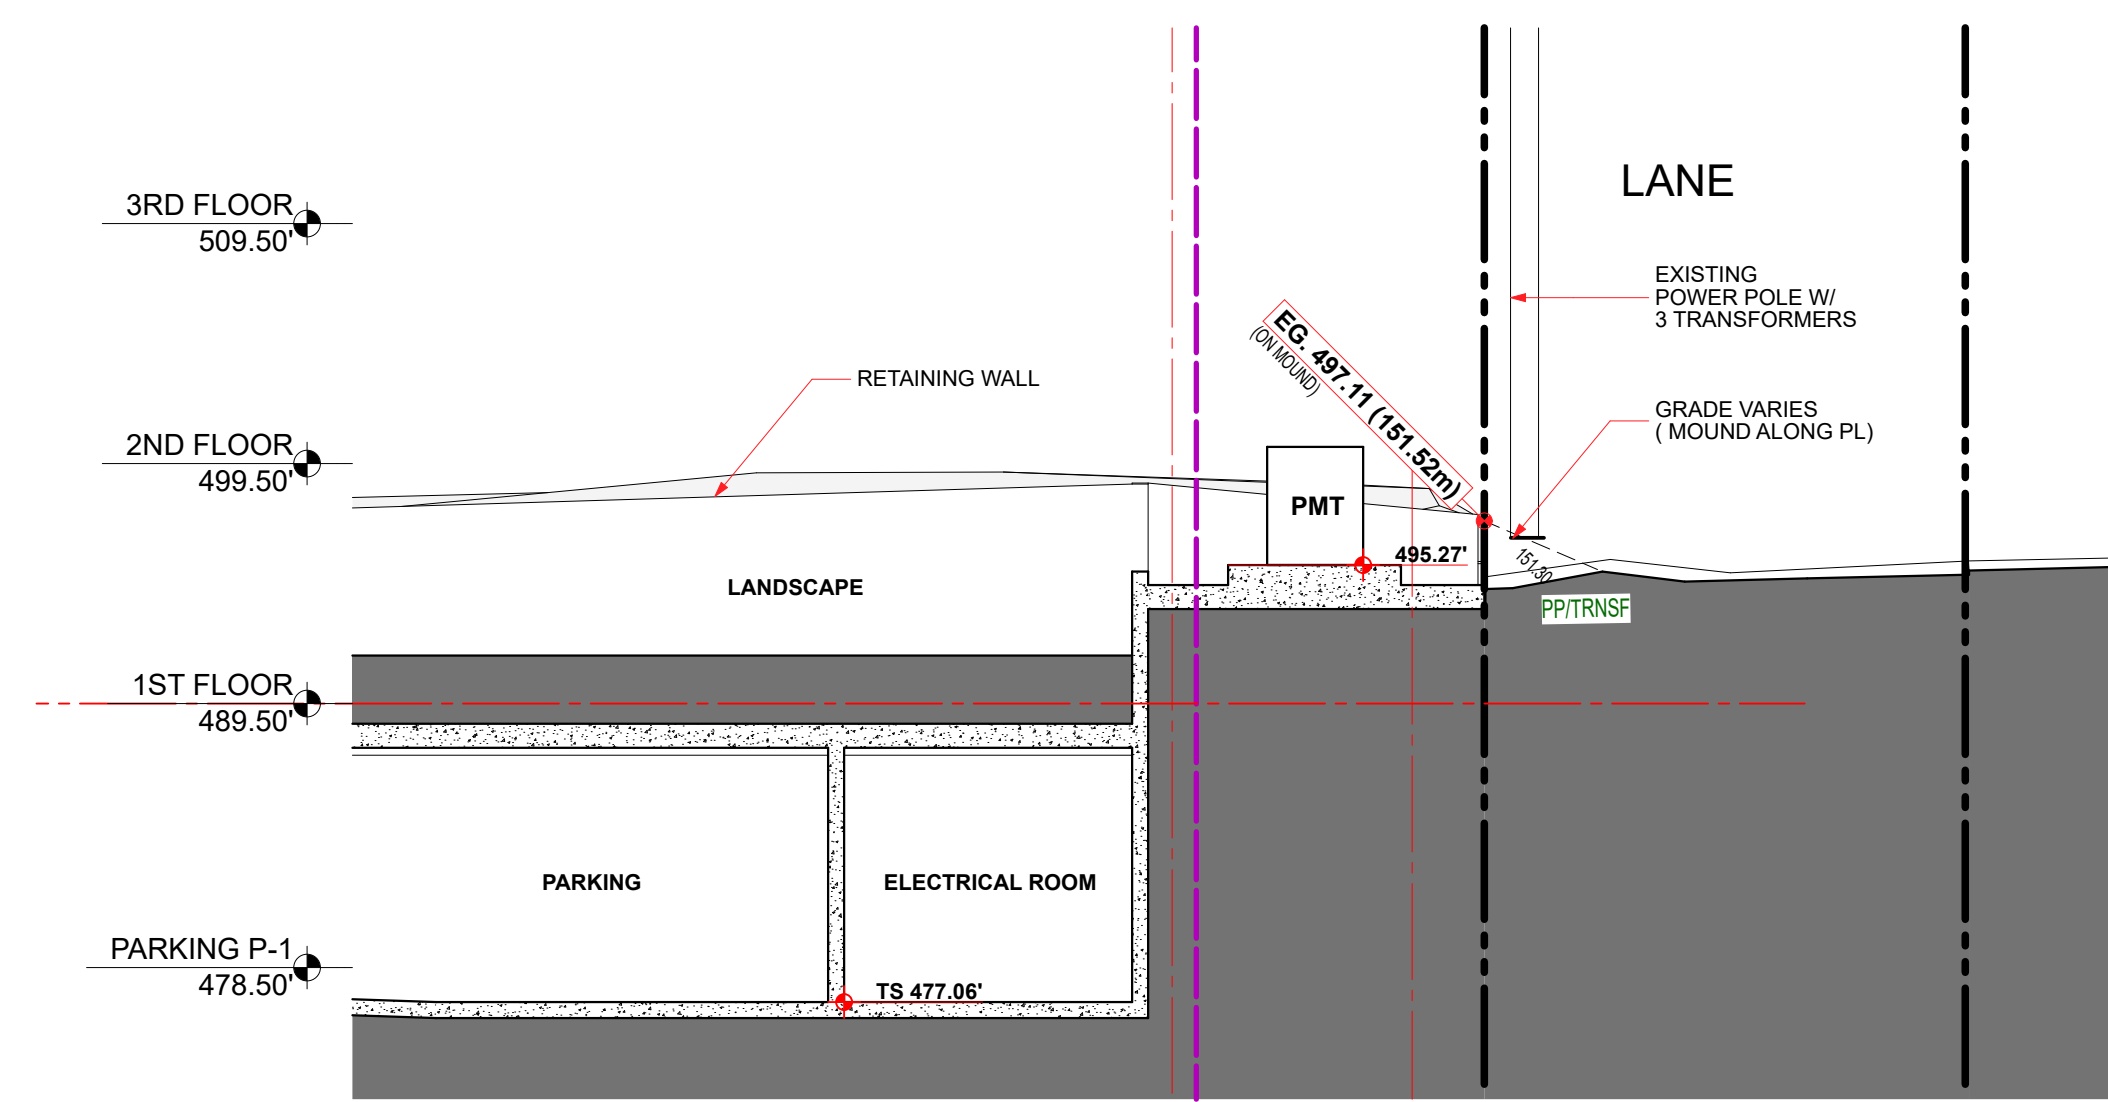 LANE
3RD FLOOR
509.50'
EXISTING
POWER POLE W/
3 TRANSFORMERS
EG. 497.11 (151.52m)
(ON MOUND)
RETAINING WALL
GRADE VARIES
( MOUND ALONG PL)
2ND FLOOR
499.50'
PMT
495.27'
151.30
LANDSCAPE
PP/TRNSF
1ST FLOOR
489.50'
PARKING
ELECTRICAL ROOM
PARKING P-1
478.50'
TS 477.06'